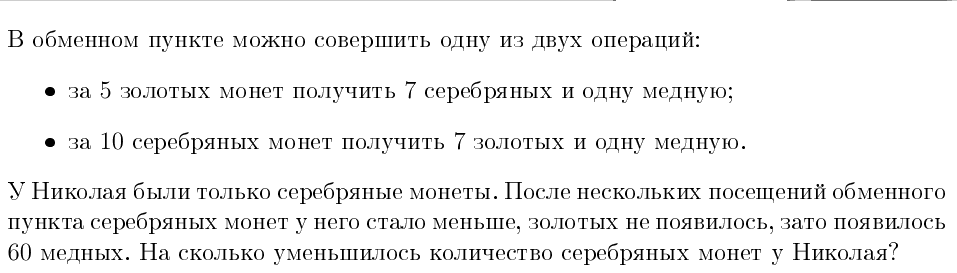 В обменном пункте можно совершить одну из двух операций:
• за 5 золотых монет получить 7 серебряных и одну медную;
• за 10 серебряных монет получить 7 золотых и одну медную.
У Николая были только серебряные монеты. После нескольких посещений обменного
пункта серебряных монет у него стало меньше, золотых не появилось, зато появилось
60 медных. На сколько уменьшилось количество серебряных монет у Николая?